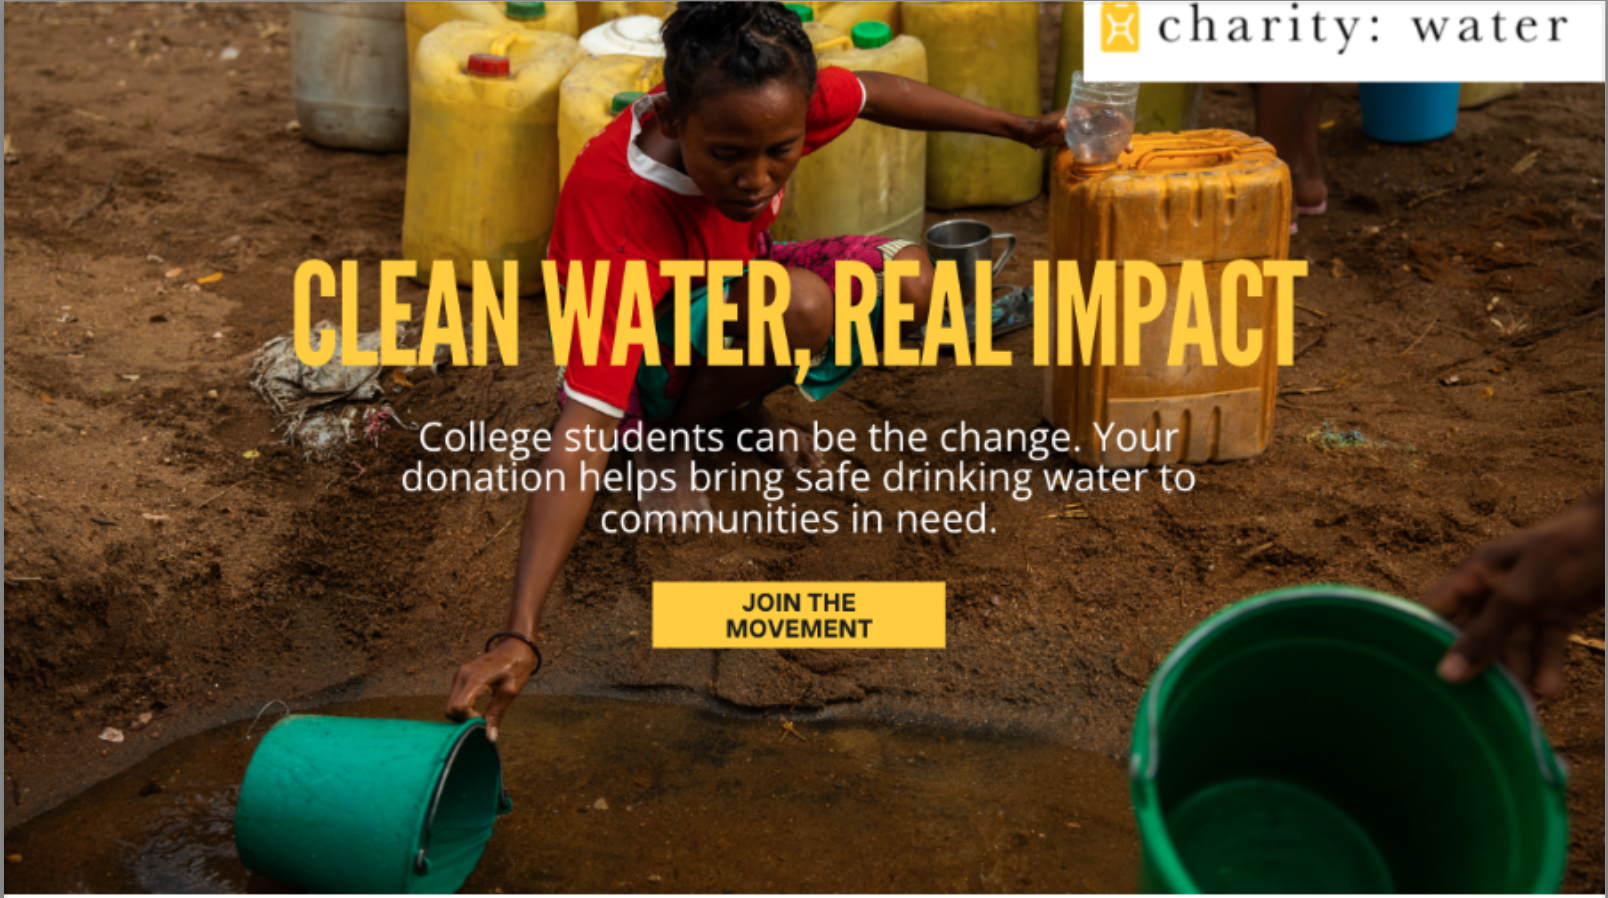 charity: water
CLEAN WATER, REAL IMPACT
College students can be the change. Your
donation helps bring safe drinking water to
communities in need.
JOIN THE
MOVEMENT